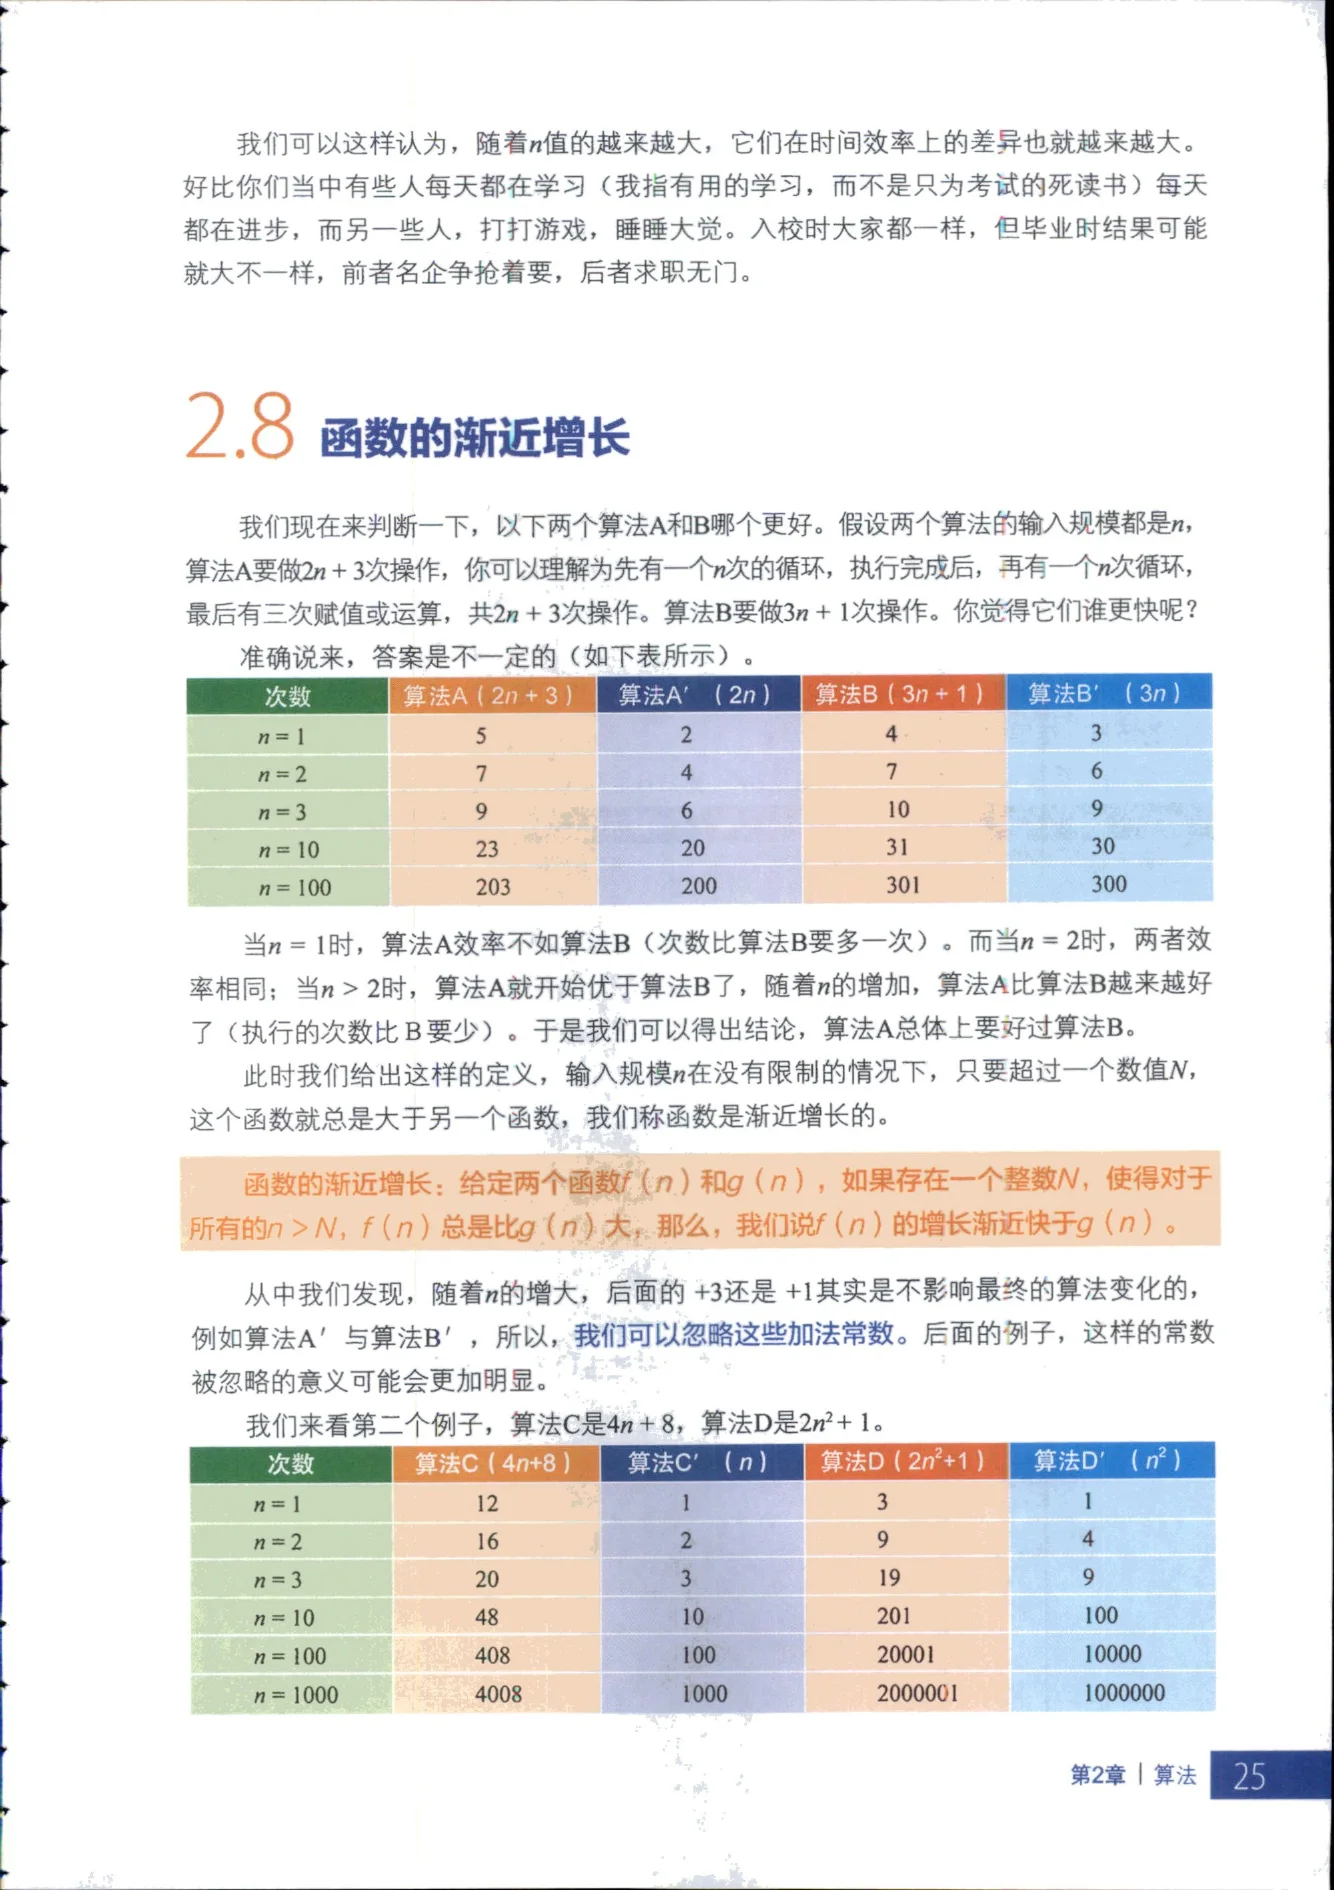 我们可以这样认为，随着n值的越来越大，它们在时间效率上的差异也就越来越大。
好比你们当中有些人每天都在学习（我指有用的学习，而不是只为考试的死读书）每天
都在进步，而另一些人，打打游戏，睡睡大觉。入校时大家都一样，但毕业时结果可能
就大不一样，前者名企争抢着要，后者求职无门。
2.8 函数的渐近增长
我们现在来判断一下，以下两个算法A和B哪个更好。假设两个算法的输入规模都是n，
算法A要做2n + 3次操作，你可以理解为先有一个n次的循环，执行完成后，再有一个n次循环，
最后有三次赋值或运算，共2n + 3次操作。算法B要做3n + 1次操作。你觉得它们谁更快呢？
准确说来，答案是不一定的（如下表所示）。
次数 算法A（2n + 3） 算法A′（2n） 算法B（3n + 1） 算法B′（3n）
n = 1 5 2 4 3
n = 2 7 4 7 6
n = 3 9 6 10 9
n = 10 23 20 31 30
n = 100 203 200 301 300
当n = 1时，算法A效率不如算法B（次数比算法B要多一次）。而当n = 2时，两者效
率相同；当n > 2时，算法A就开始优于算法B了，随着n的增加，算法A比算法B越来越好
了（执行的次数比B要少）。于是我们可以得出结论，算法A总体上要好过算法B。
此时我们给出这样的定义，输入规模n在没有限制的情况下，只要超过一个数值N，
这个函数就总是大于另一个函数，我们称函数是渐近增长的。
函数的渐近增长：给定两个函数f（n）和g（n），如果存在一个整数N，使得对于
所有的n > N，f（n）总是比g（n）大，那么，我们说f（n）的增长渐近快于g（n）。
从中我们发现，随着n的增大，后面的 +3还是 +1其实是不影响最终的算法变化的，
例如算法A′与算法B′，所以，我们可以忽略这些加法常数。后面的例子，这样的常数
被忽略的意义可能会更加明显。
我们来看第二个例子，算法C是4n + 8，算法D是2n²+ 1。
次数 算法C（4n+8） 算法C′（n） 算法D（2n²+1） 算法D′（n²）
n = 1 12 1 3 1
n = 2 16 2 9 4
n = 3 20 3 19 9
n = 10 48 10 201 100
n = 100 408 100 20001 10000
n = 1000 4008 1000 2000001 1000000
第2章 | 算法 25